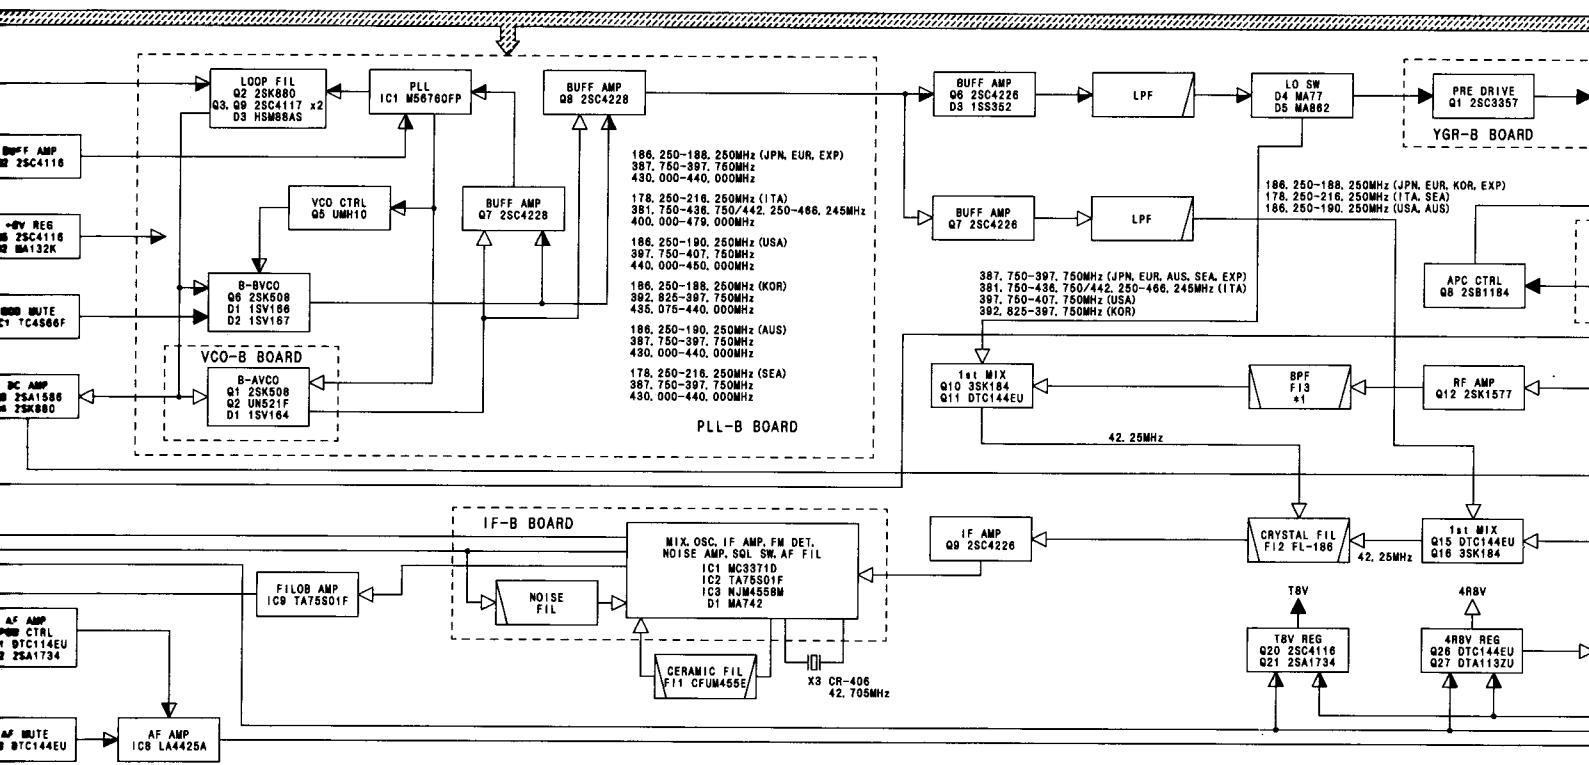 LOOP FIL
Q2 2SK880
Q3, Q9 2SC4117 x2
D3 HSM88AS
PLL
IC1 M56760FP
BUFF AMP
Q8 2SC4228
BUFF AMP
Q6 2SC4226
D3 1SS352
LPF
LO SW
D4 MA77
D5 MA862
PRE DRIVE
Q1 2SC3357
YGR-B BOARD
BUFF AMP
2SC4116
VCO CTRL
Q5 UMH10
BUFF AMP
Q7 2SC4228
186.250-188.250MHz (JPN, EUR, EXP)
387.750-397.750MHz
430.000-440.000MHz
178.250-216.250MHz (ITA)
381.750-436.750/442.250-466.245MHz
400.000-479.000MHz
186.250-190.250MHz (USA)
397.750-407.750MHz
440.000-450.000MHz
186.250-188.250MHz (KOR)
392.825-397.750MHz
435.075-440.000MHz
186.250-190.250MHz (AUS)
387.750-397.750MHz
430.000-440.000MHz
178.250-216.250MHz (SEA)
387.750-397.750MHz
430.000-440.000MHz
BUFF AMP
Q7 2SC4226
LPF
186.250-188.250MHz (JPN, EUR, KOR, EXP)
178.250-216.250MHz (ITA, SEA)
186.250-190.250MHz (USA, AUS)
+8V REG
2SC4116
MA132K
B-BVCO
Q6 2SK508
D1 1SV166
D2 1SV167
387.750-397.750MHz (JPN, EUR, AUS, SEA, EXP)
381.750-436.750/442.250-466.245MHz (ITA)
397.750-407.750MHz (USA)
392.825-397.750MHz (KOR)
APC CTRL
Q8 2SB1184
MUTE
TC4S66F
VCO-B BOARD
B-AVCO
Q1 2SK508
Q2 UN521F
D1 1SV164
DC AMP
2SA1586
2SK880
PLL-B BOARD
1st MIX
Q10 3SK184
Q11 DTC144EU
BPF
FI3
*1
RF AMP
Q12 2SK1577
42.25MHz
IF-B BOARD
MIX, OSC, IF AMP, FM DET,
NOISE AMP, SQL SW, AF FIL
IC1 MC3371D
IC2 TA75S01F
IC3 NJM4558M
D1 MA742
IF AMP
Q9 2SC4226
CRYSTAL FIL
FI2 FL-186
42.25MHz
1st MIX
Q15 DTC144EU
Q16 3SK184
FILOB AMP
IC9 TA75S01F
NOISE
FIL
CERAMIC FIL
FI1 CFUM455E
X3 CR-406
42.705MHz
T8V
T8V REG
Q20 2SC4116
Q21 2SA1734
4R8V
4R8V REG
Q26 DTC144EU
Q27 DTA113ZU
AF AMP
CTRL
DTC114EU
2SA1734
AF MUTE
DTC144EU
AF AMP
IC8 LA4425A